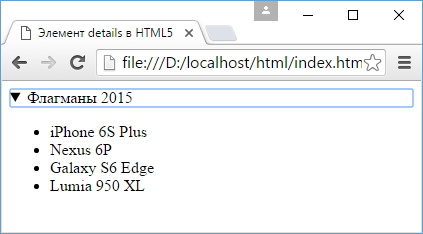 Элемент details в HTML5
file:///D:/localhost/html/index.htm
Флагманы 2015
iPhone 6S Plus
Nexus 6P
Galaxy S6 Edge
Lumia 950 XL